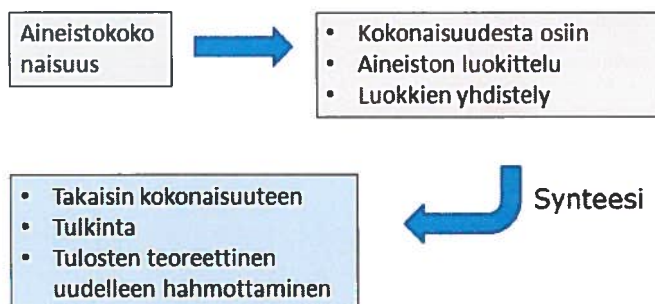 Aineistokoko
naisuus
• Kokonaisuudesta osiin
• Aineiston luokittelu
• Luokkien yhdistely
Synteesi
• Takaisin kokonaisuuteen
• Tulkinta
• Tulosten teoreettinen
uudelleen hahmottaminen